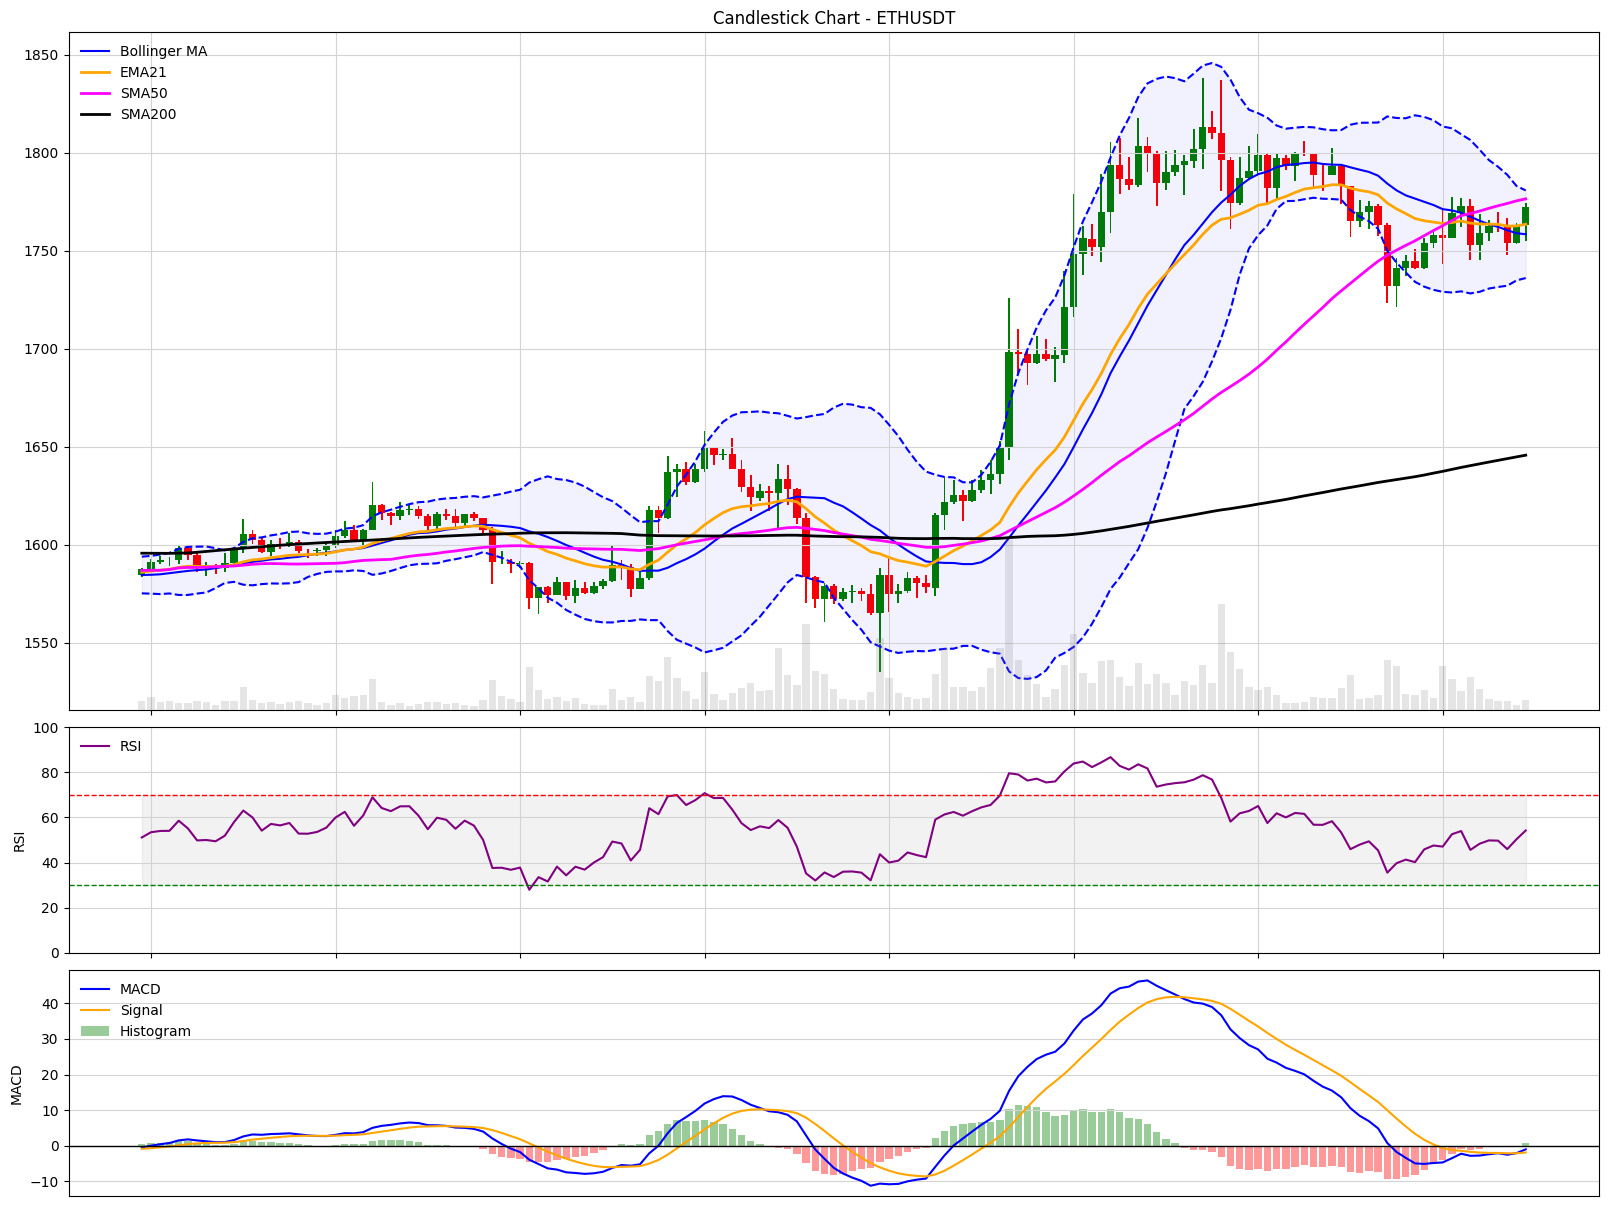 Candlestick Chart - ETHUSDT
Bollinger MA
EMA21
SMA50
SMA200
1850
1800
1750
1700
1650
1600
1550
RSI
RSI
100
80
60
40
20
0
MACD
Signal
Histogram
MACD
40
30
20
10
0
−10